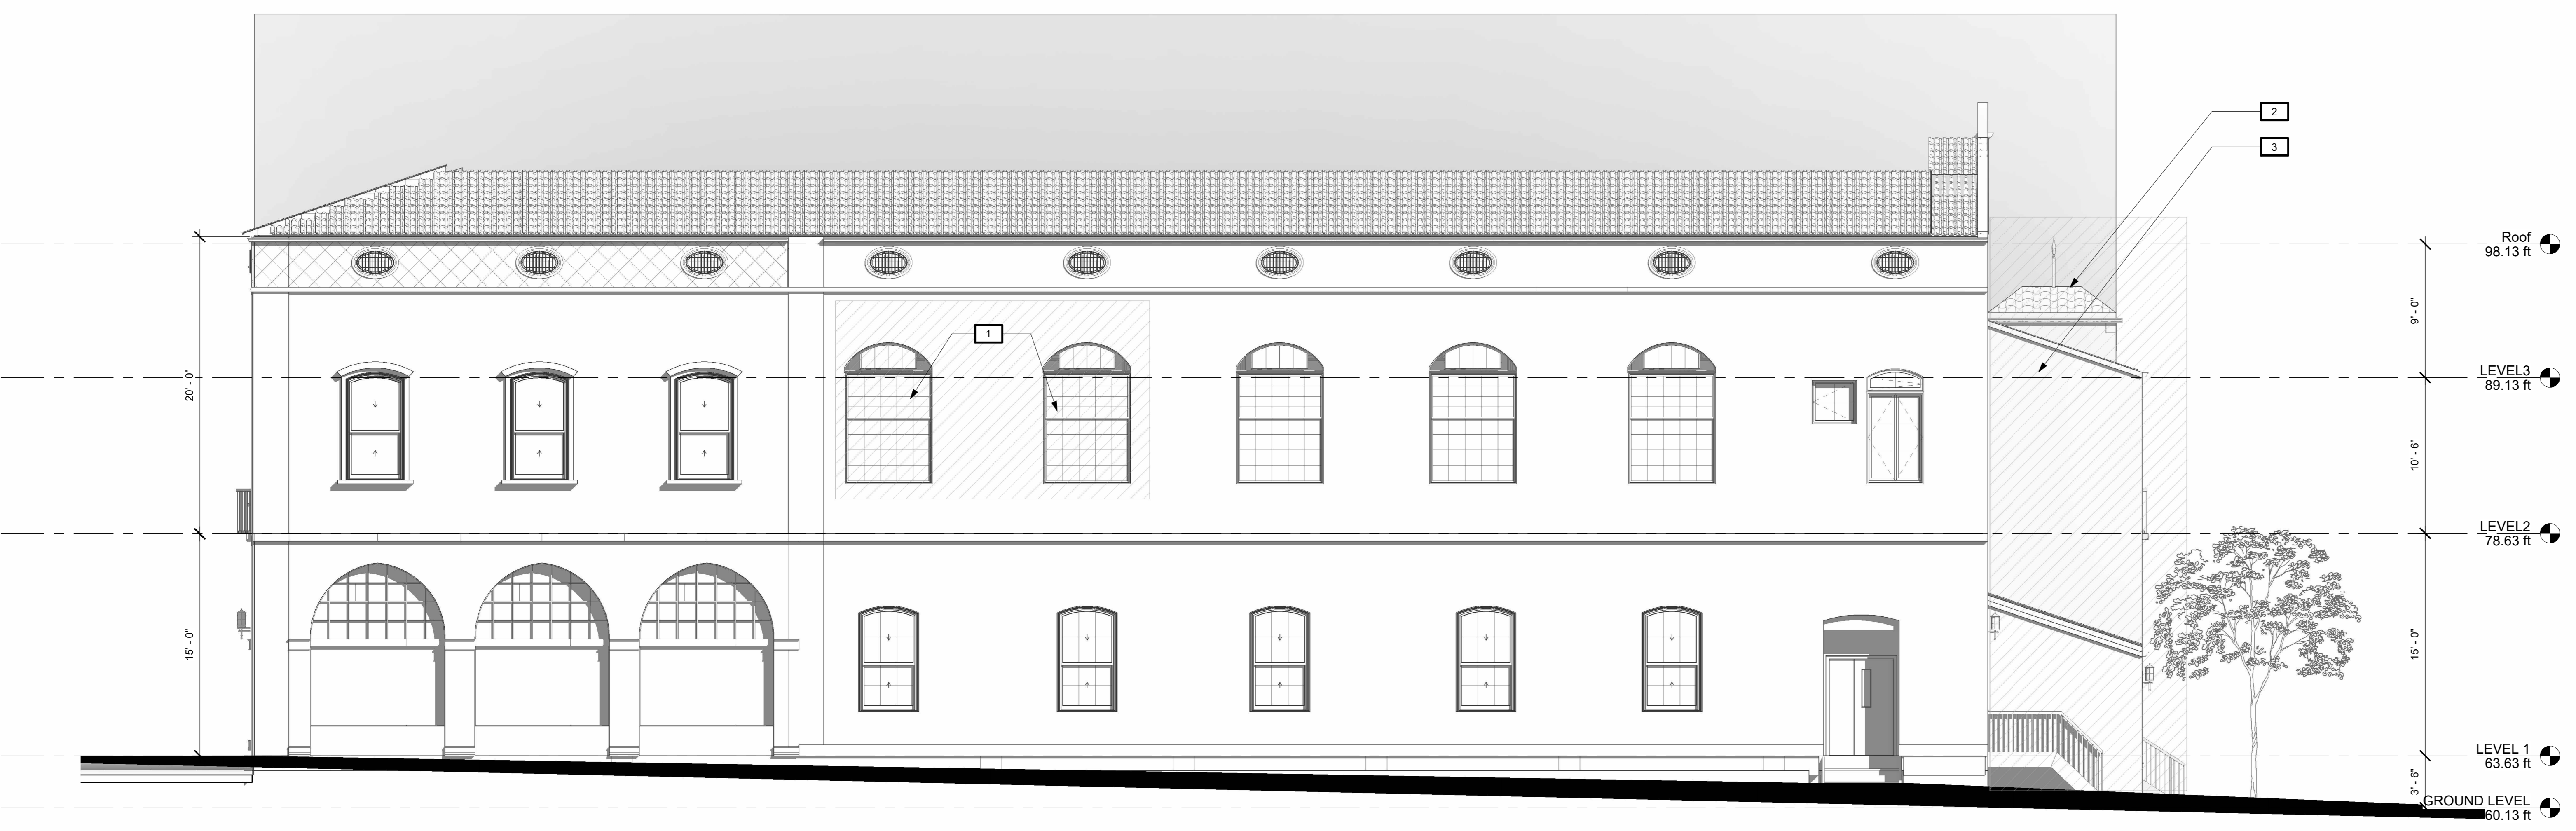 2
3
Roof
98.13 ft
9' - 0"
1
LEVEL3
89.13 ft
20' - 0"
10' - 6"
LEVEL2
78.63 ft
15' - 0"
15' - 0"
LEVEL 1
63.63 ft
3' - 6"
GROUND LEVEL
60.13 ft